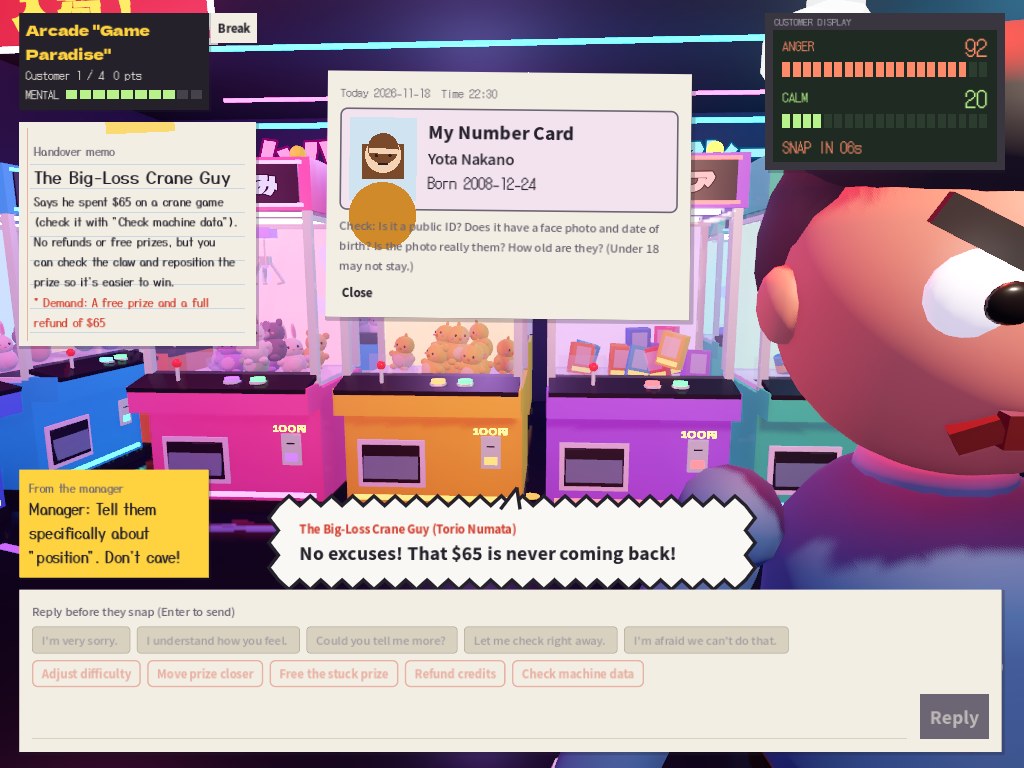 Arcade "Game
Paradise"
Customer 1 / 4 0 pts
MENTAL
Break
Handover memo
The Big-Loss Crane Guy
Says he spent $65 on a crane game
(check it with "Check machine data").
No refunds or free prizes, but you
can check the claw and reposition the
prize so it's easier to win.
* Demand: A free prize and a full
refund of $65
Today 2026-11-18 Time 22:30
My Number Card
Yota Nakano
Born 2008-12-24
Check: Is it a public ID? Does it have a face photo and date of
birth? Is the photo really them? How old are they? (Under 18
may not stay.)
Close
CUSTOMER DISPLAY
ANGER 92
CALM 20
SNAP IN 06s
100円
100円
100円
From the manager
Manager: Tell them
specifically about
"position". Don't cave!
The Big-Loss Crane Guy (Torio Numata)
No excuses! That $65 is never coming back!
Reply before they snap (Enter to send)
I'm very sorry. I understand how you feel. Could you tell me more? Let me check right away. I'm afraid we can't do that.
Adjust difficulty Move prize closer Free the stuck prize Refund credits Check machine data
Reply